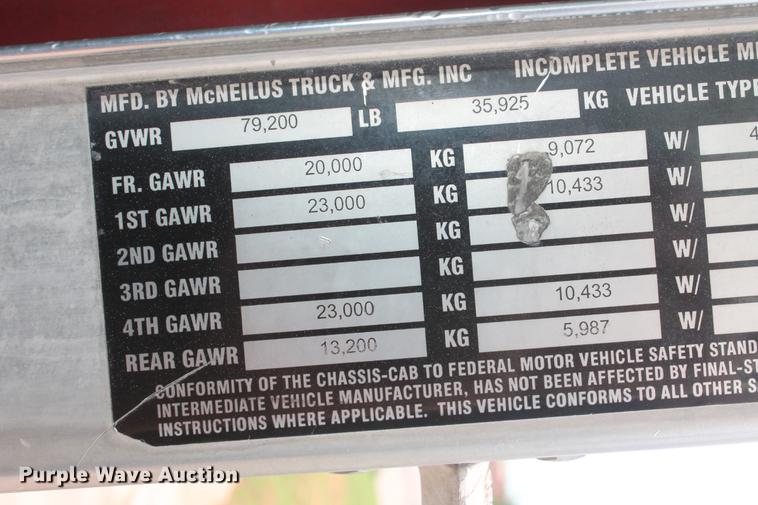 MFD. BY McNEILUS TRUCK & MFG. INC INCOMPLETE VEHICLE
GVWR 79,200 LB 35,925 KG VEHICLE TYPE
FR. GAWR 20,000 KG 9,072 W/ 4
1ST GAWR 23,000 KG 10,433 W/
2ND GAWR KG W/
3RD GAWR KG W/
4TH GAWR 23,000 KG 10,433 W/
REAR GAWR 13,200 KG 5,987 W/
CONFORMITY OF THE CHASSIS-CAB TO FEDERAL MOTOR VEHICLE SAFETY STAND
INTERMEDIATE VEHICLE MANUFACTURER, HAS NOT BEEN AFFECTED BY FINAL-ST
INSTRUCTIONS WHERE APPLICABLE. THIS VEHICLE CONFORMS TO ALL OTHER S
Purple Wave Auction